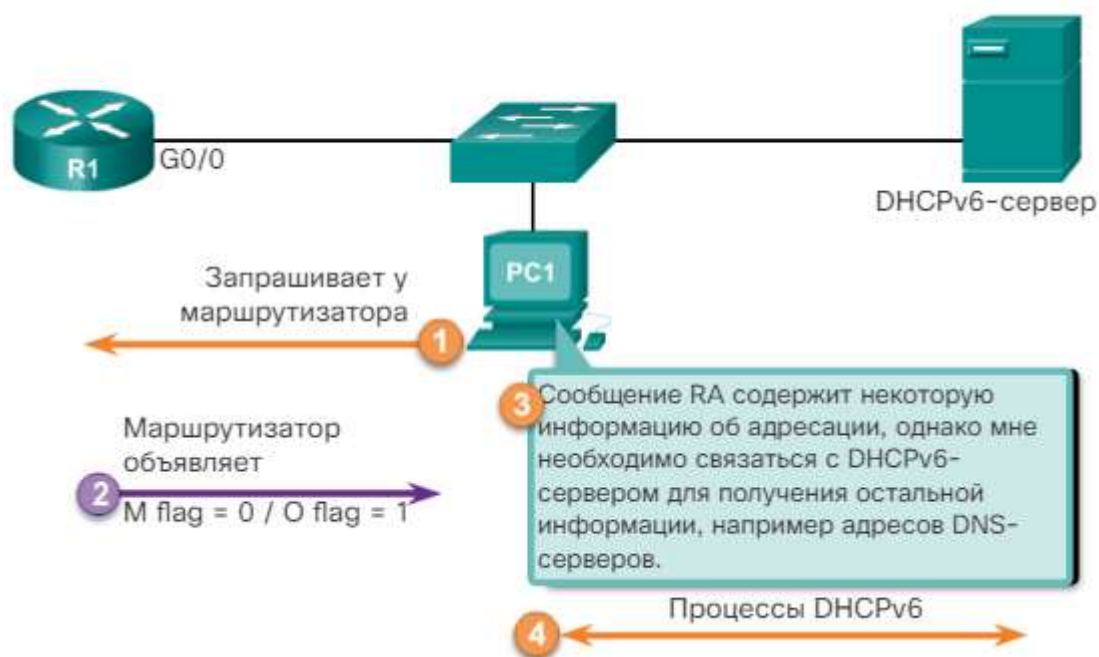 R1
G0/0
DHCPv6-сервер
PC1
Запрашивает у
маршрутизатора
1
3
Сообщение RA содержит некоторую
информацию об адресации, однако мне
необходимо связаться с DHCPv6-
сервером для получения остальной
информации, например адресов DNS-
серверов.
Маршрутизатор
объявляет
2
M flag = 0 / O flag = 1
Процессы DHCPv6
4